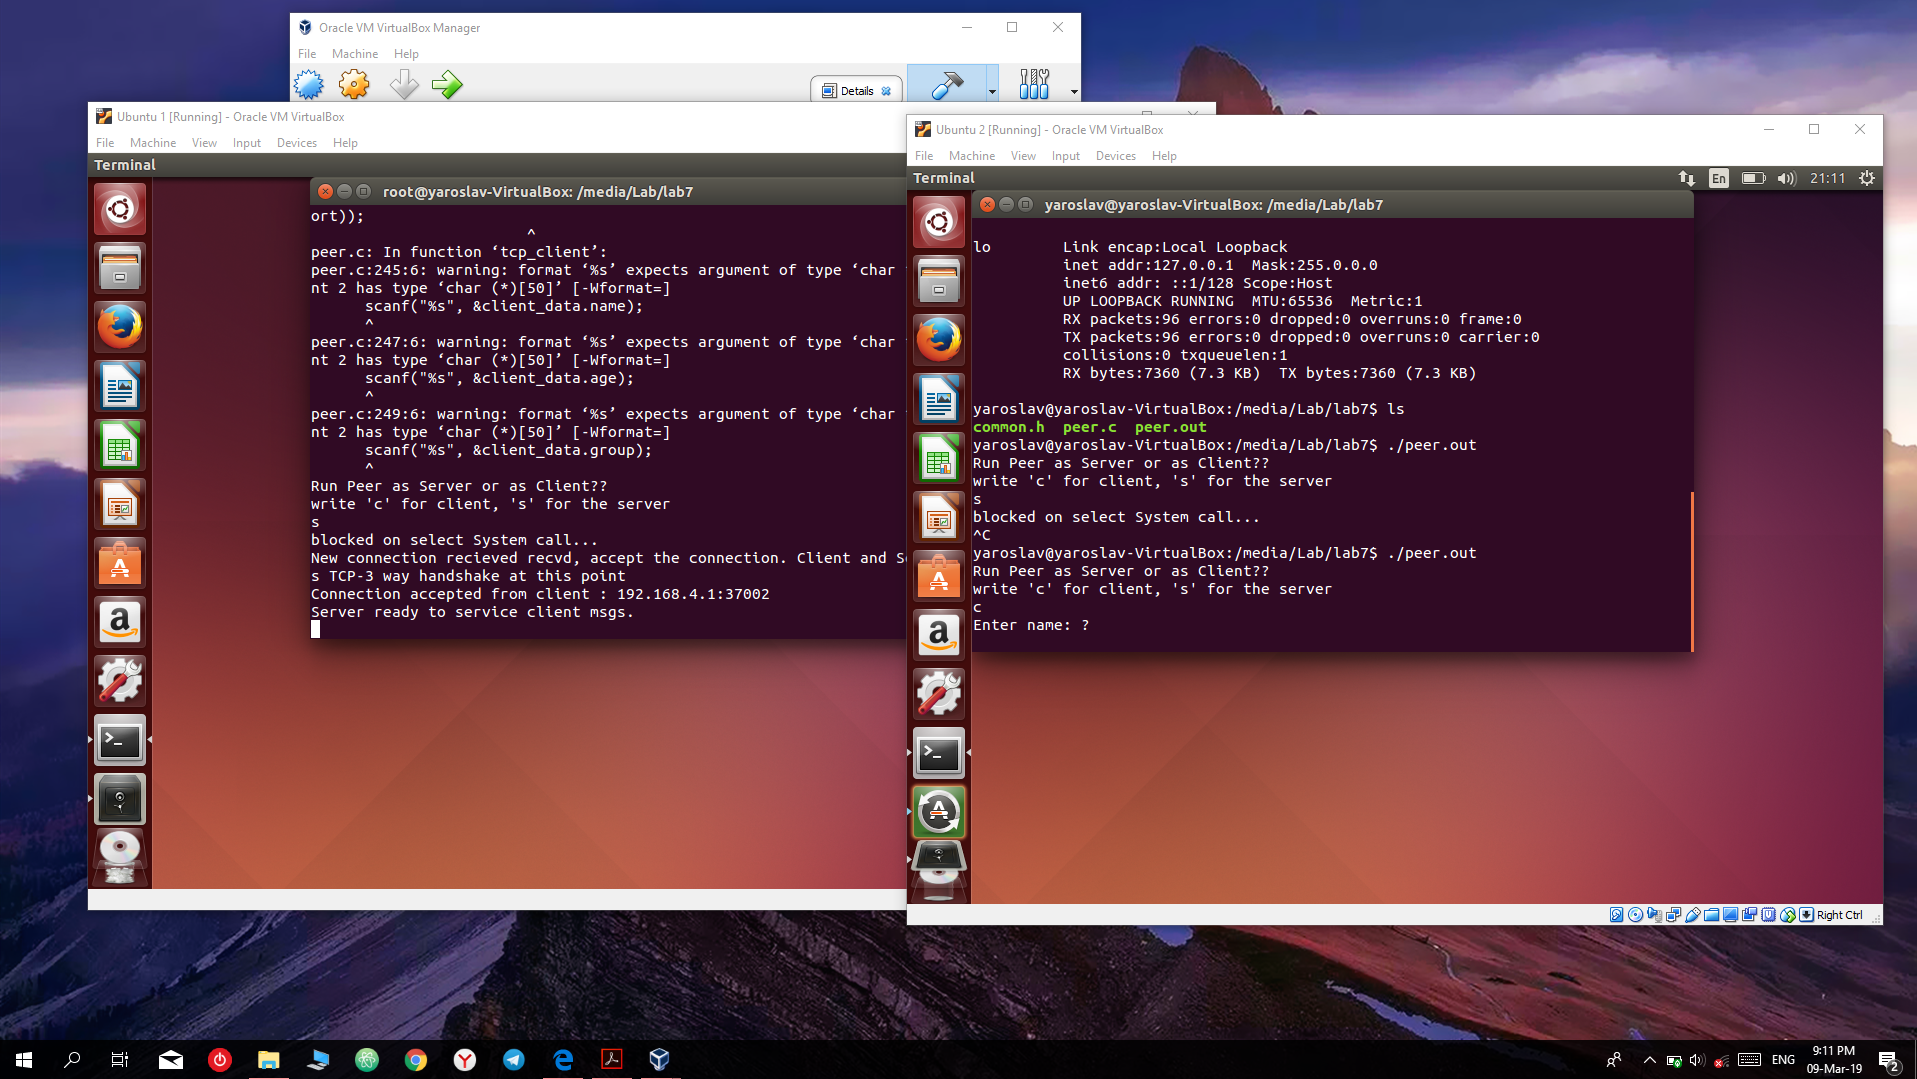 Oracle VM VirtualBox Manager
File Machine Help
Details
Ubuntu 1 [Running] - Oracle VM VirtualBox
File Machine View Input Devices Help
Terminal
root@yaroslav-VirtualBox: /media/Lab/lab7
ort));
^
peer.c: In function ‘tcp_client’:
peer.c:245:6: warning: format ‘%s’ expects argument of type ‘char
nt 2 has type ‘char (*)[50]’ [-Wformat=]
scanf("%s", &client_data.name);
^
peer.c:247:6: warning: format ‘%s’ expects argument of type ‘char
nt 2 has type ‘char (*)[50]’ [-Wformat=]
scanf("%s", &client_data.age);
^
peer.c:249:6: warning: format ‘%s’ expects argument of type ‘char
nt 2 has type ‘char (*)[50]’ [-Wformat=]
scanf("%s", &client_data.group);
^
Run Peer as Server or as Client??
write 'c' for client, 's' for the server
s
blocked on select System call...
New connection recieved recvd, accept the connection. Client and Se
s TCP-3 way handshake at this point
Connection accepted from client : 192.168.4.1:37002
Server ready to service client msgs.
Ubuntu 2 [Running] - Oracle VM VirtualBox
File Machine View Input Devices Help
Terminal
En
21:11
yaroslav@yaroslav-VirtualBox: /media/Lab/lab7
lo Link encap:Local Loopback
inet addr:127.0.0.1 Mask:255.0.0.0
inet6 addr: ::1/128 Scope:Host
UP LOOPBACK RUNNING MTU:65536 Metric:1
RX packets:96 errors:0 dropped:0 overruns:0 frame:0
TX packets:96 errors:0 dropped:0 overruns:0 carrier:0
collisions:0 txqueuelen:1
RX bytes:7360 (7.3 KB) TX bytes:7360 (7.3 KB)
yaroslav@yaroslav-VirtualBox:/media/Lab/lab7$ ls
common.h peer.c peer.out
yaroslav@yaroslav-VirtualBox:/media/Lab/lab7$ ./peer.out
Run Peer as Server or as Client??
write 'c' for client, 's' for the server
s
blocked on select System call...
^C
yaroslav@yaroslav-VirtualBox:/media/Lab/lab7$ ./peer.out
Run Peer as Server or as Client??
write 'c' for client, 's' for the server
c
Enter name: ?
Right Ctrl
ENG
9:11 PM
09-Mar-19
2